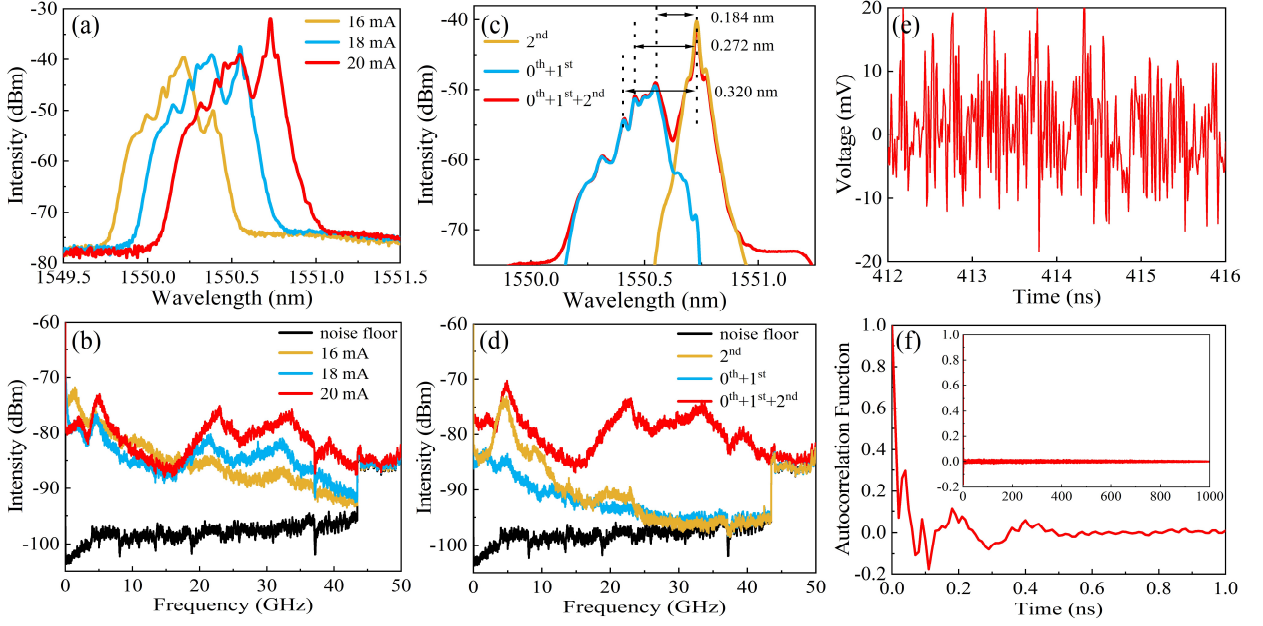 (a)
16 mA
18 mA
20 mA
Intensity (dBm)
-30
-40
-50
-60
-70
-80
1549.5
1550.0
1550.5
1551.0
1551.5
Wavelength (nm)
(c)
2nd
0th+1st
0th+1st+2nd
0.184 nm
0.272 nm
0.320 nm
Intensity (dBm)
-40
-50
-60
-70
1550.0
1550.5
1551.0
Wavelength (nm)
(e)
Voltage (mV)
20
10
0
-10
-20
412
413
414
415
416
Time (ns)
(b)
noise floor
16 mA
18 mA
20 mA
Intensity (dBm)
-60
-70
-80
-90
-100
0
10
20
30
40
50
Frequency (GHz)
(d)
noise floor
2nd
0th+1st
0th+1st+2nd
Intensity (dBm)
-60
-70
-80
-90
-100
0
10
20
30
40
50
Frequency (GHz)
(f)
Autocorrelation Function
1.0
0.8
0.6
0.4
0.2
0.0
-0.2
0.0
0.2
0.4
0.6
0.8
1.0
Time (ns)
1.0
0.8
0.6
0.4
0.2
0.0
-0.2
0
200
400
600
800
1000